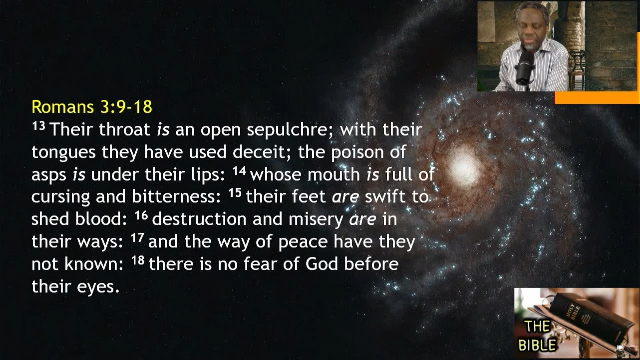 Romans 3:9-18
13 Their throat is an open sepulchre; with their
tongues they have used deceit; the poison of
asps is under their lips: 14 whose mouth is full of
cursing and bitterness: 15 their feet are swift to
shed blood: 16 destruction and misery are in
their ways: 17 and the way of peace have they
not known: 18 there is no fear of God before
their eyes.
THE
BIBLE
HOLY
BIBLE